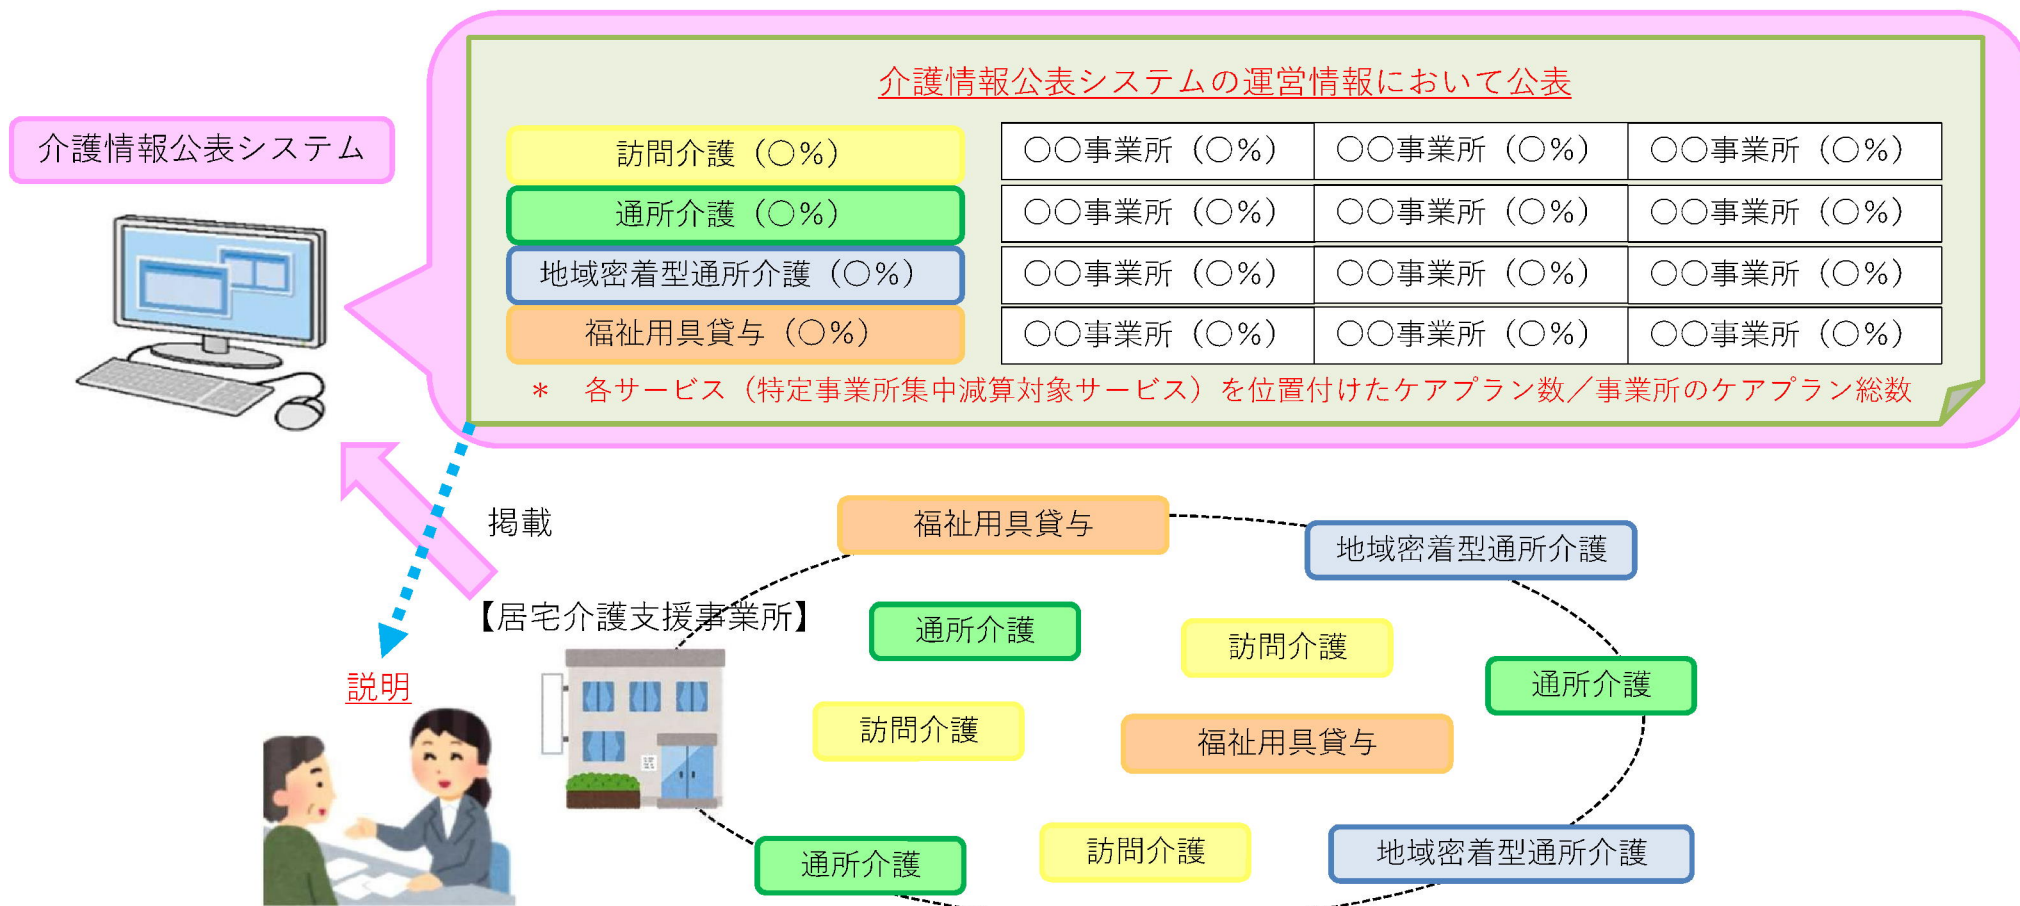 介護情報公表システムの運営情報において公表
介護情報公表システム
訪問介護（○%） ○○事業所（○%） ○○事業所（○%） ○○事業所（○%）
通所介護（○%） ○○事業所（○%） ○○事業所（○%） ○○事業所（○%）
地域密着型通所介護（○%） ○○事業所（○%） ○○事業所（○%） ○○事業所（○%）
福祉用具貸与（○%） ○○事業所（○%） ○○事業所（○%） ○○事業所（○%）
＊　各サービス（特定事業所集中減算対象サービス）を位置付けたケアプラン数／事業所のケアプラン総数
掲載
福祉用具貸与
地域密着型通所介護
【居宅介護支援事業所】
通所介護
訪問介護
説明
通所介護
訪問介護
福祉用具貸与
通所介護
訪問介護
地域密着型通所介護